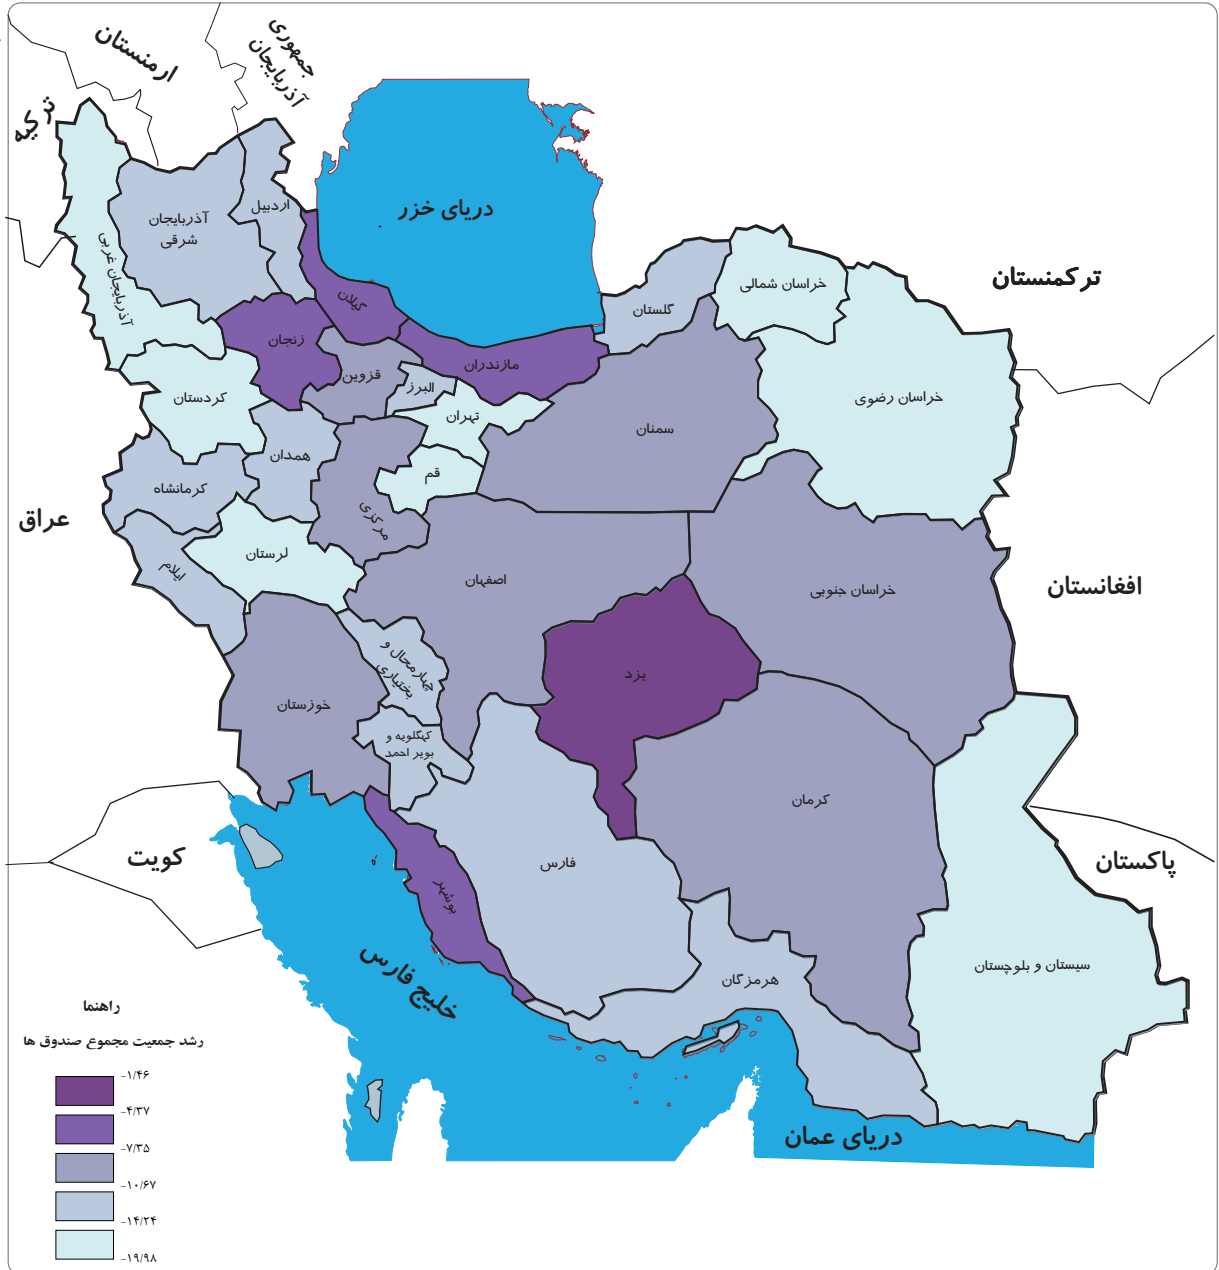 ارمنستان
جمهوری
آذربایجان
ترکیه
دریای خزر
ترکمنستان
اردبیل
آذربایجان
شرقی
آذربایجان غربی
گیلان
زنجان
قزوین
البرز
مازندران
گلستان
خراسان شمالی
خراسان رضوی
کردستان
تهران
سمنان
همدان
قم
کرمانشاه
مرکزی
عراق
لرستان
ایلام
اصفهان
خراسان جنوبی
افغانستان
چهارمحال و
بختیاری
یزد
خوزستان
کهگلویه و
بویر احمد
کرمان
فارس
کویت
پاکستان
بوشهر
خلیج فارس
هرمزگان
سیستان و بلوچستان
دریای عمان
راهنما
رشد جمعیت مجموع صندوق ها
-۱/۴۶
-۴/۳۷
-۷/۳۵
-۱۰/۶۷
-۱۴/۲۴
-۱۹/۹۸